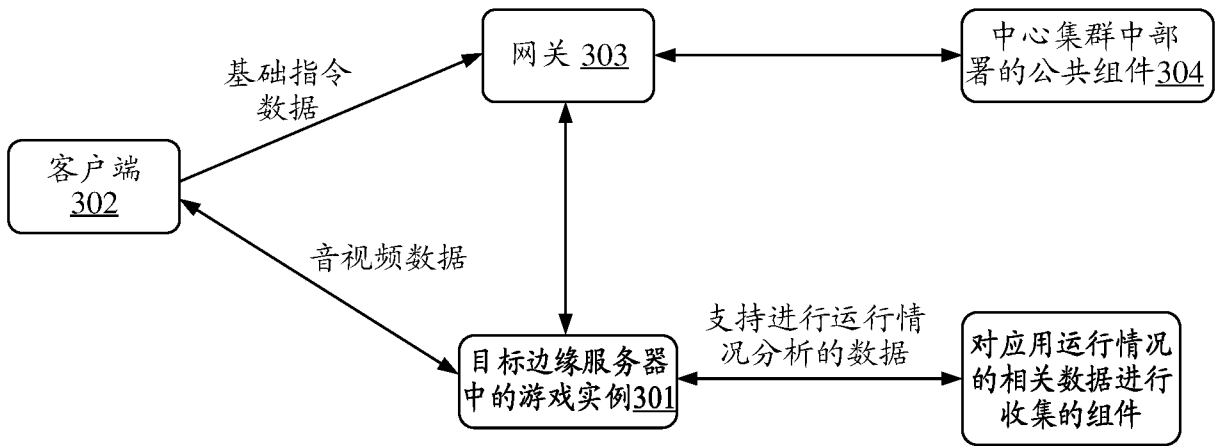 网关 303
中心集群中部
署的公共组件304
基础指令
数据
客户端
302
音视频数据
目标边缘服务器
中的游戏实例301
支持进行运行情
况分析的数据
对应用运行情况
的相关数据进行
收集的组件